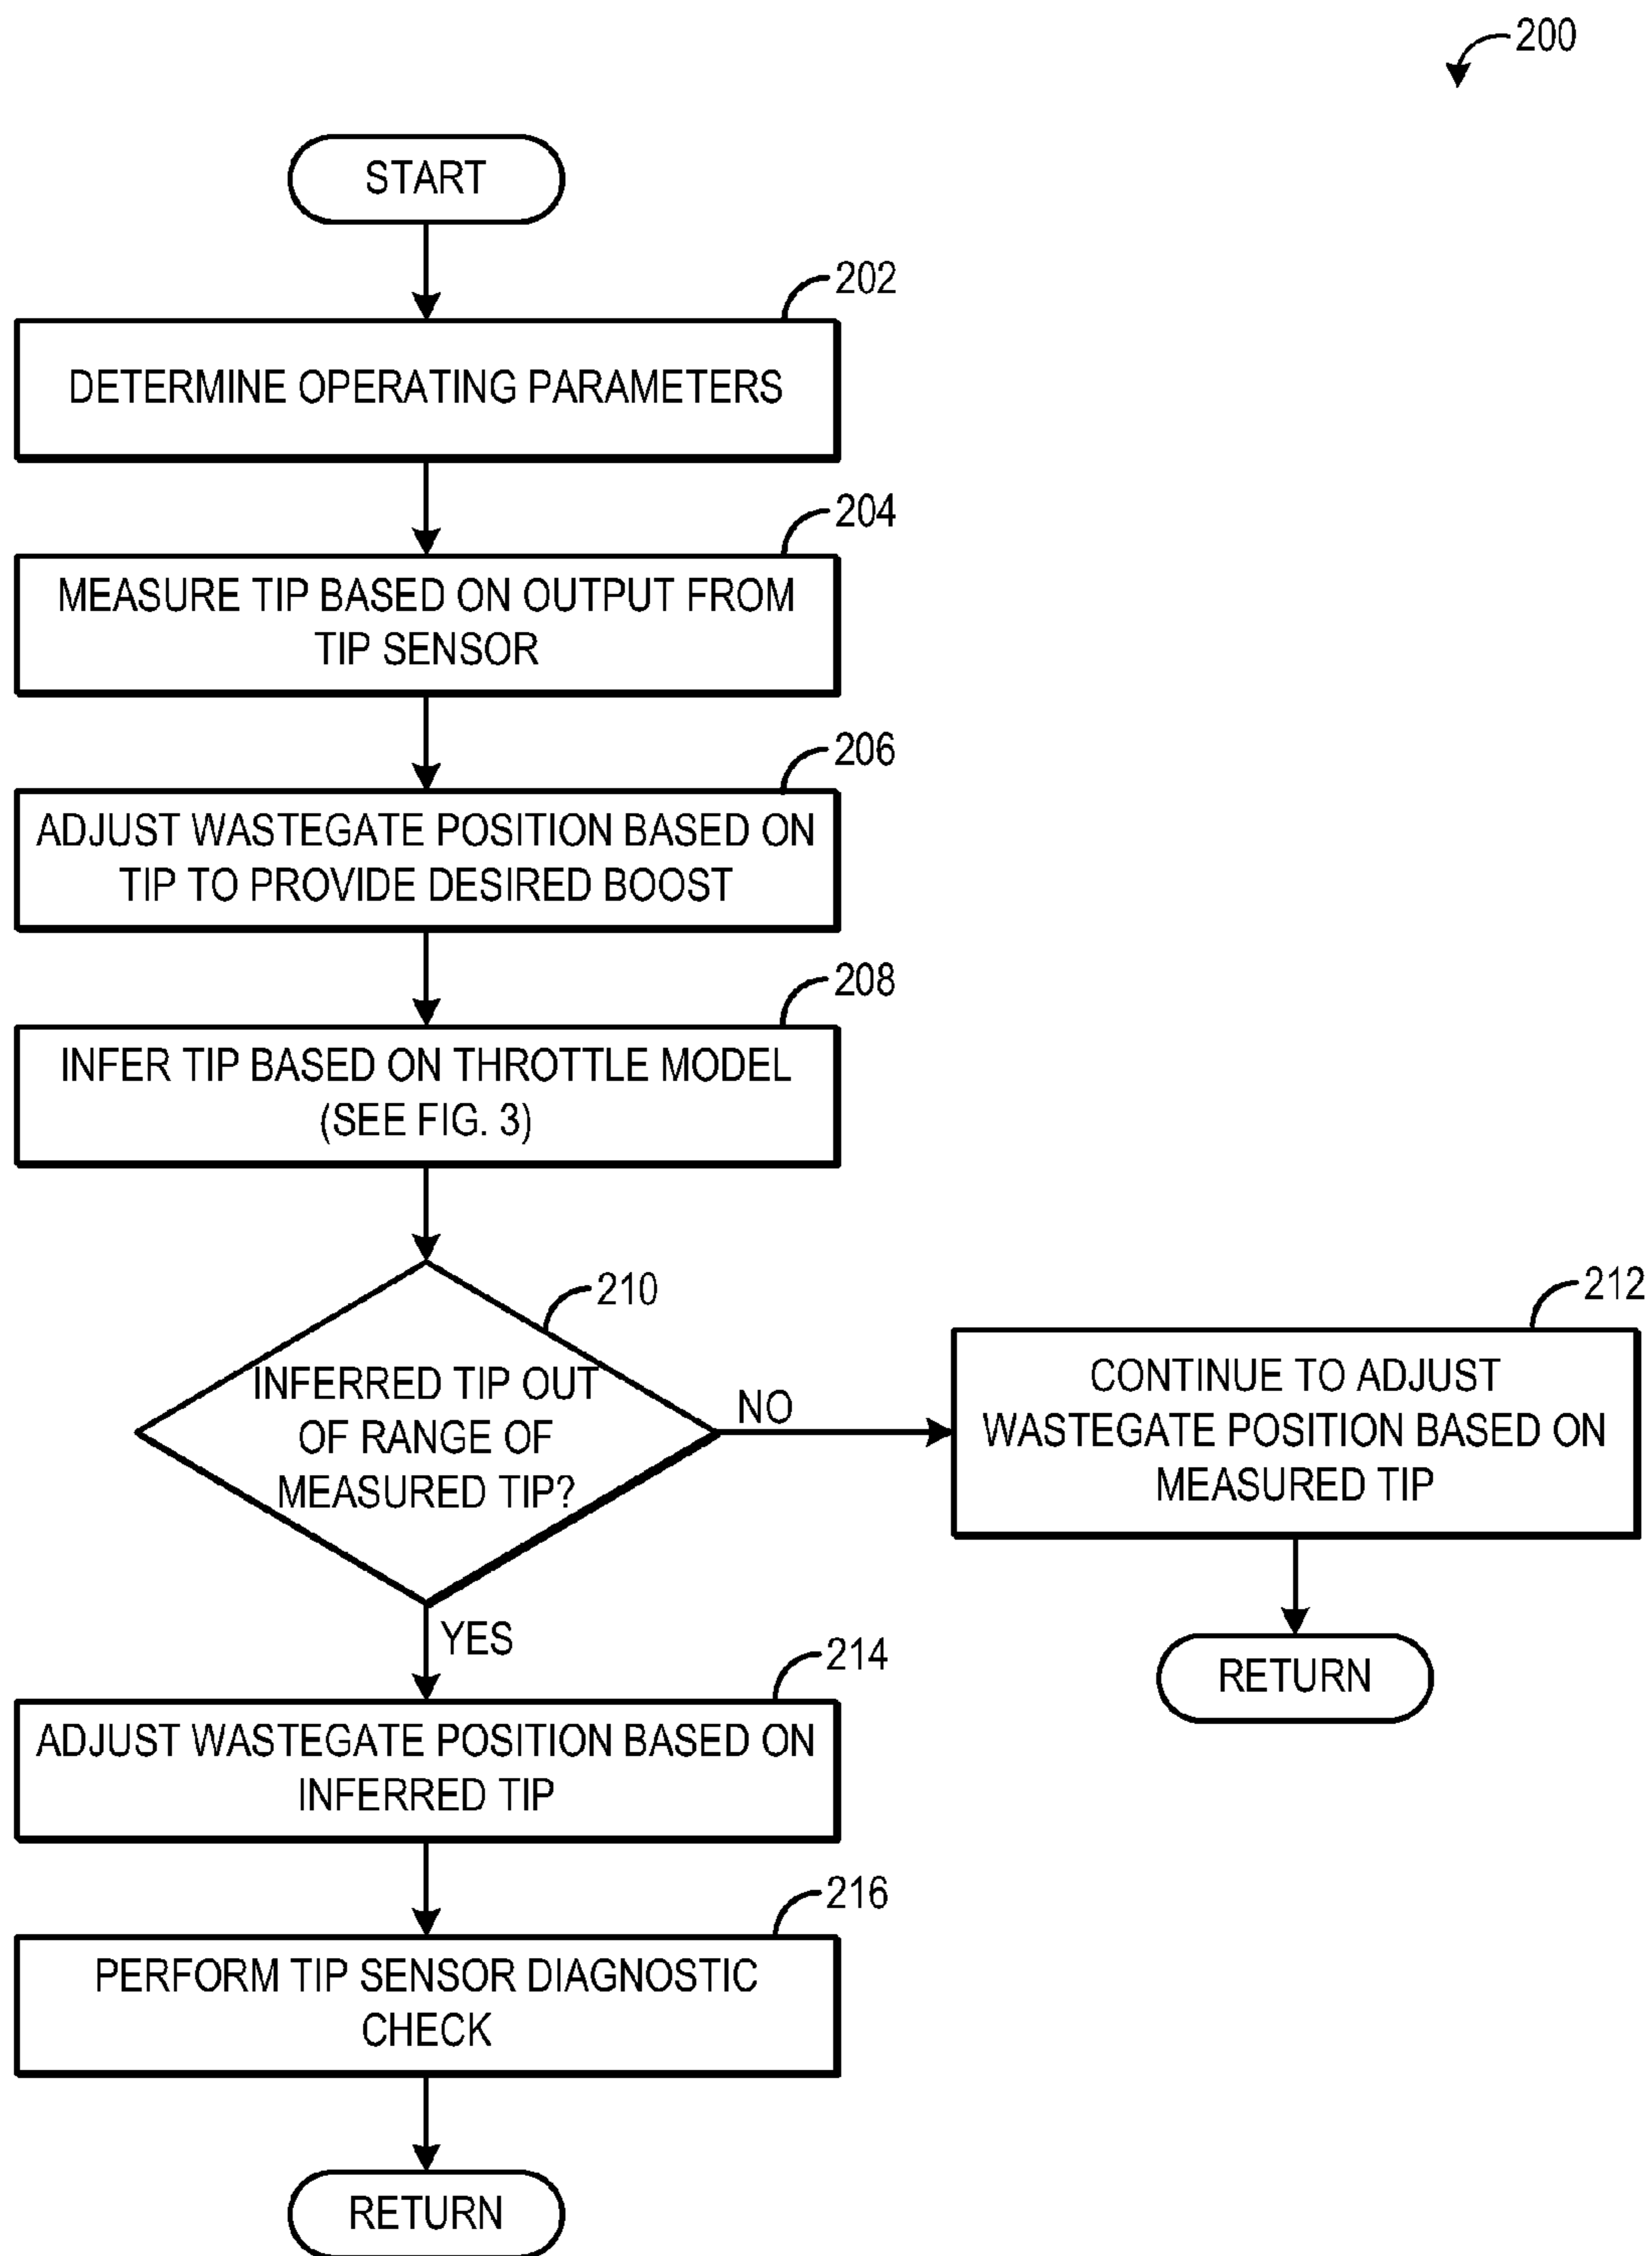 200
START
202
DETERMINE OPERATING PARAMETERS
204
MEASURE TIP BASED ON OUTPUT FROM
TIP SENSOR
206
ADJUST WASTEGATE POSITION BASED ON
TIP TO PROVIDE DESIRED BOOST
208
INFER TIP BASED ON THROTTLE MODEL
(SEE FIG. 3)
210
INFERRED TIP OUT
OF RANGE OF
MEASURED TIP?
NO
212
CONTINUE TO ADJUST
WASTEGATE POSITION BASED ON
MEASURED TIP
RETURN
YES
214
ADJUST WASTEGATE POSITION BASED ON
INFERRED TIP
216
PERFORM TIP SENSOR DIAGNOSTIC
CHECK
RETURN